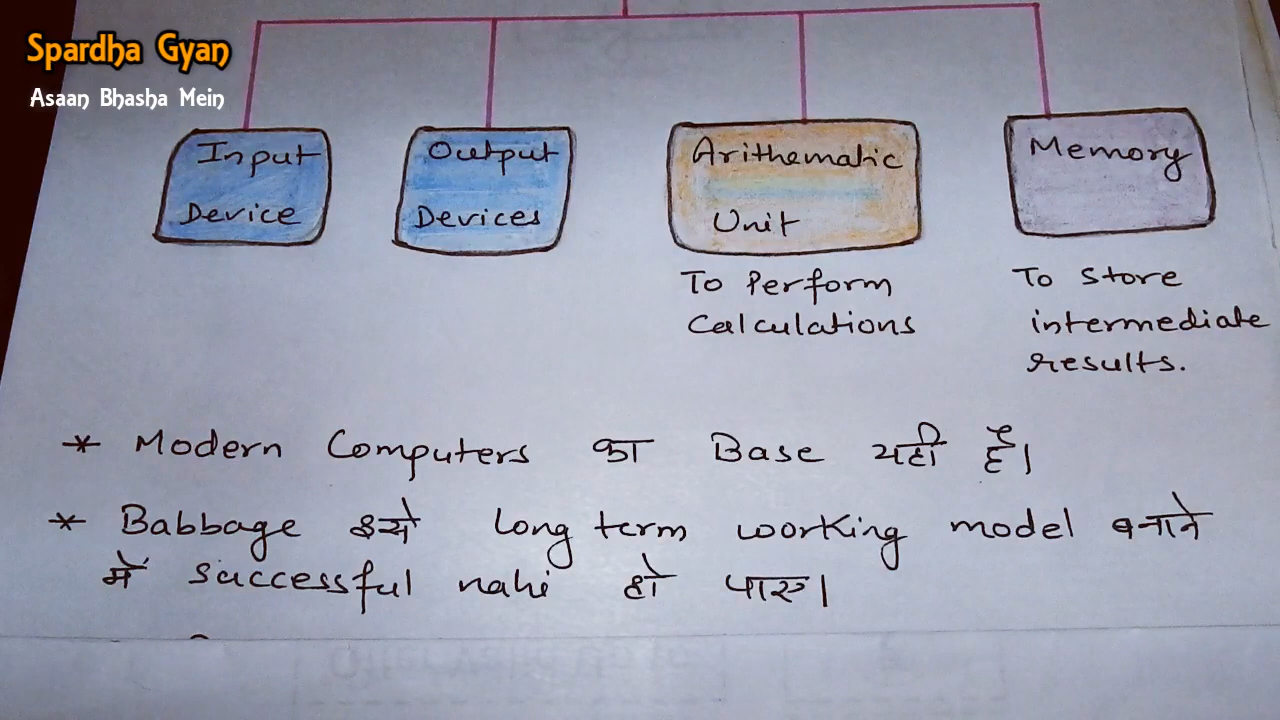 Spardha Gyan
Asaan Bhasha Mein
Input
Device
Output
Devices
Arithematic
Unit
To Perform
Calculations
Memory
To Store
intermediate
results.
* Modern Computers का Base यही है।
* Babbage इसे long term working model बनाने
में successful nahi हो पाए।